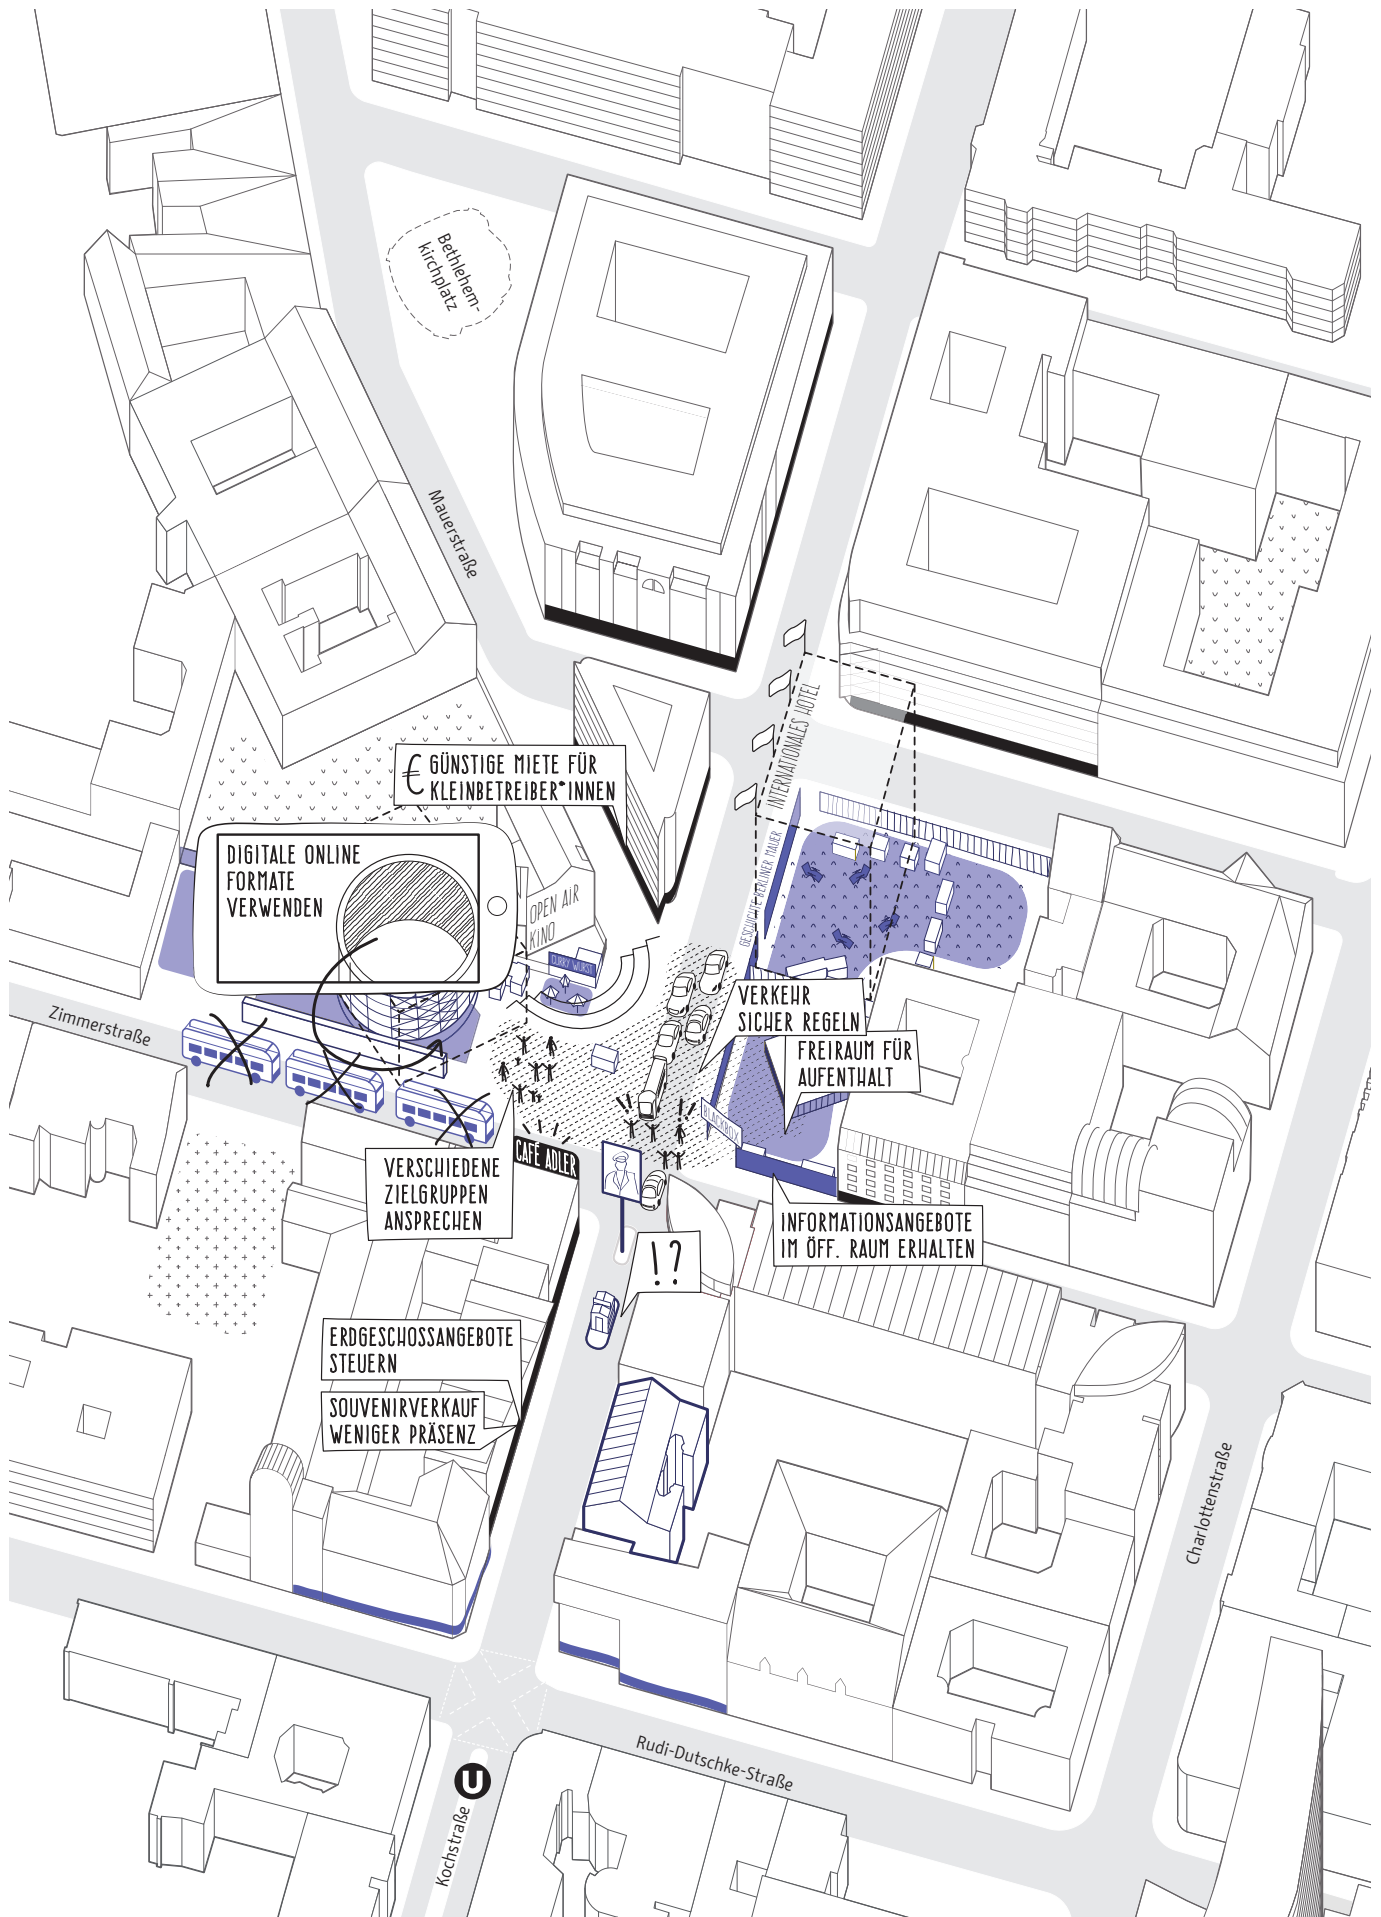 Bethlehem-
kirchplatz
Mauerstraße
INTERNATIONALES HOTEL
€ GÜNSTIGE MIETE FÜR
KLEINBETREIBER*INNEN
DIGITALE ONLINE
FORMATE
VERWENDEN
OPEN AIR
KINO
CURRY WURST
GESCHICHTE BERLINER MAUER
Zimmerstraße
VERKEHR
SICHER REGELN
FREIRAUM FÜR
AUFENTHALT
BLACKBOX
CAFÉ ADLER
VERSCHIEDENE
ZIELGRUPPEN
ANSPRECHEN
INFORMATIONSANGEBOTE
IM ÖFF. RAUM ERHALTEN
!?
ERDGESCHOSSANGEBOTE
STEUERN
SOUVENIRVERKAUF
WENIGER PRÄSENZ
Charlottenstraße
Rudi-Dutschke-Straße
U
Kochstraße